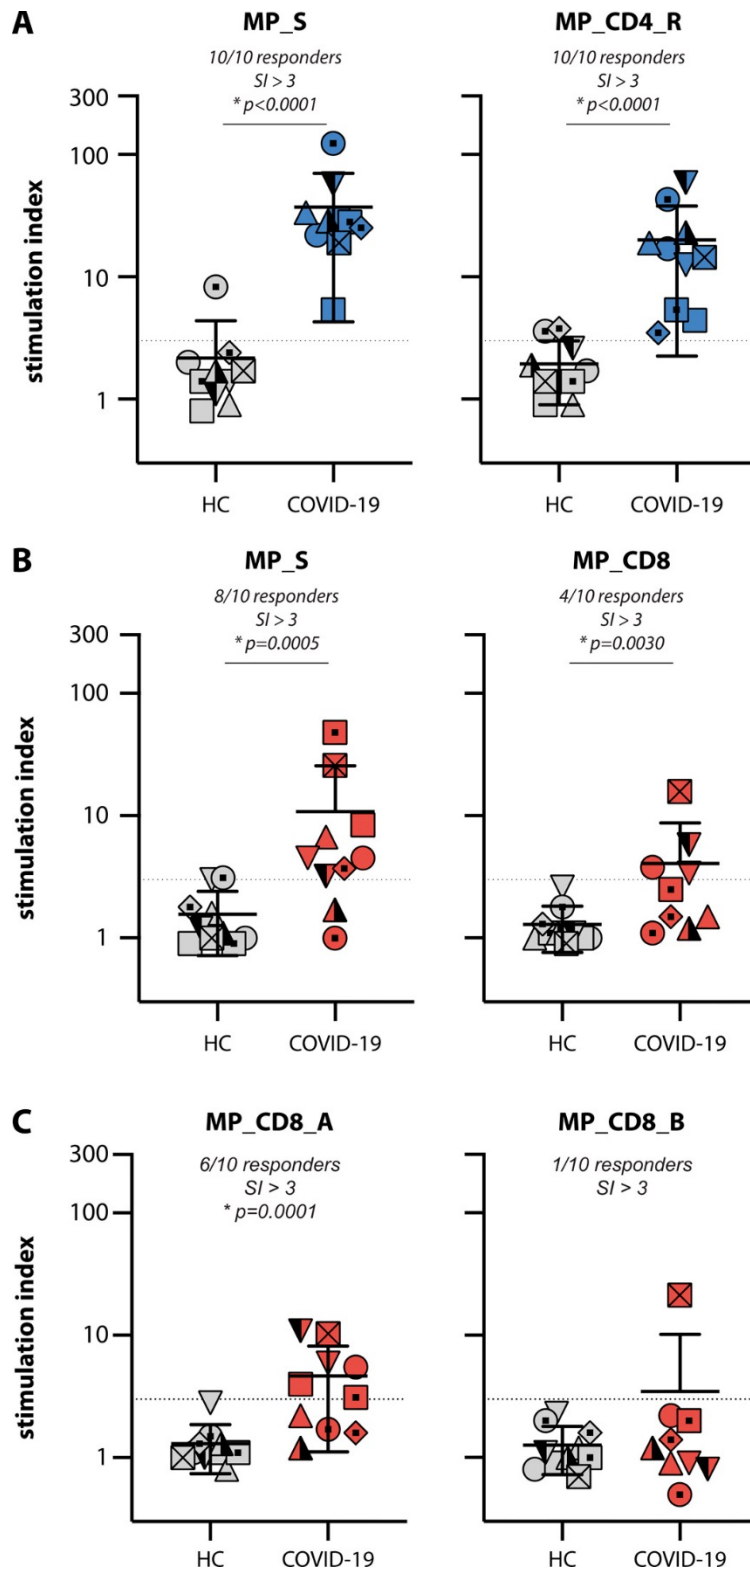 A
MP_S
10/10 responders
SI > 3
* p<0.0001
300
100
10
1
stimulation index
HC
COVID-19
MP_CD4_R
10/10 responders
SI > 3
* p<0.0001
HC
COVID-19
B
MP_S
8/10 responders
SI > 3
* p=0.0005
300
100
10
1
stimulation index
HC
COVID-19
MP_CD8
4/10 responders
SI > 3
* p=0.0030
HC
COVID-19
C
MP_CD8_A
6/10 responders
SI > 3
* p=0.0001
300
100
10
1
stimulation index
HC
COVID-19
MP_CD8_B
1/10 responders
SI > 3
HC
COVID-19